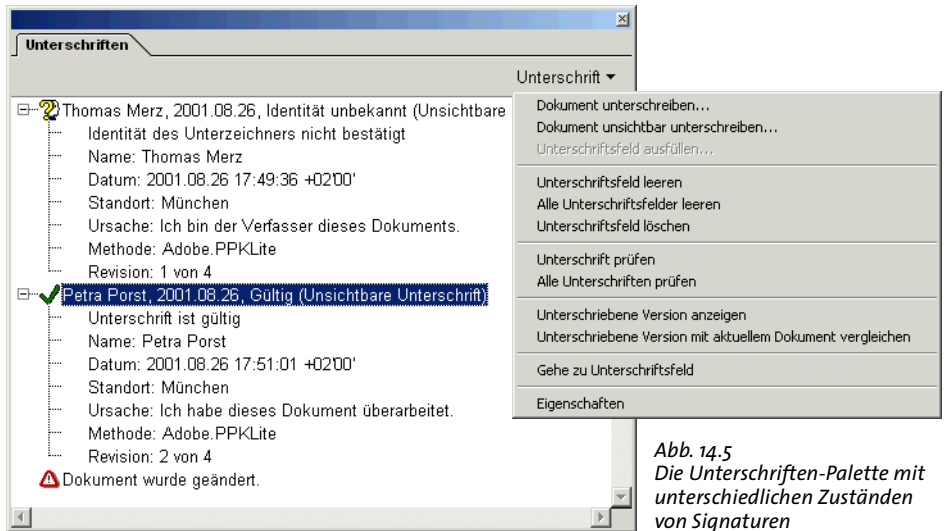 Unterschriften
Unterschrift
Thomas Merz, 2001.08.26, Identität unbekannt (Unsichtbare
Identität des Unterzeichners nicht bestätigt
Name: Thomas Merz
Datum: 2001.08.26 17:49:36 +02'00'
Standort: München
Ursache: Ich bin der Verfasser dieses Dokuments.
Methode: Adobe.PPKLite
Revision: 1 von 4
Petra Porst, 2001.08.26, Gültig (Unsichtbare Unterschrift)
Unterschrift ist gültig
Name: Petra Porst
Datum: 2001.08.26 17:51:01 +02'00'
Standort: München
Ursache: Ich habe dieses Dokument überarbeitet.
Methode: Adobe.PPKLite
Revision: 2 von 4
Dokument wurde geändert.
Dokument unterschreiben...
Dokument unsichtbar unterschreiben...
Unterschriftsfeld ausfüllen...
Unterschriftsfeld leeren
Alle Unterschriftsfelder leeren
Unterschriftsfeld löschen
Unterschrift prüfen
Alle Unterschriften prüfen
Unterschriebene Version anzeigen
Unterschriebene Version mit aktuellem Dokument vergleichen
Gehe zu Unterschriftsfeld
Eigenschaften
Abb. 14.5
Die Unterschriften-Palette mit
unterschiedlichen Zuständen
von Signaturen